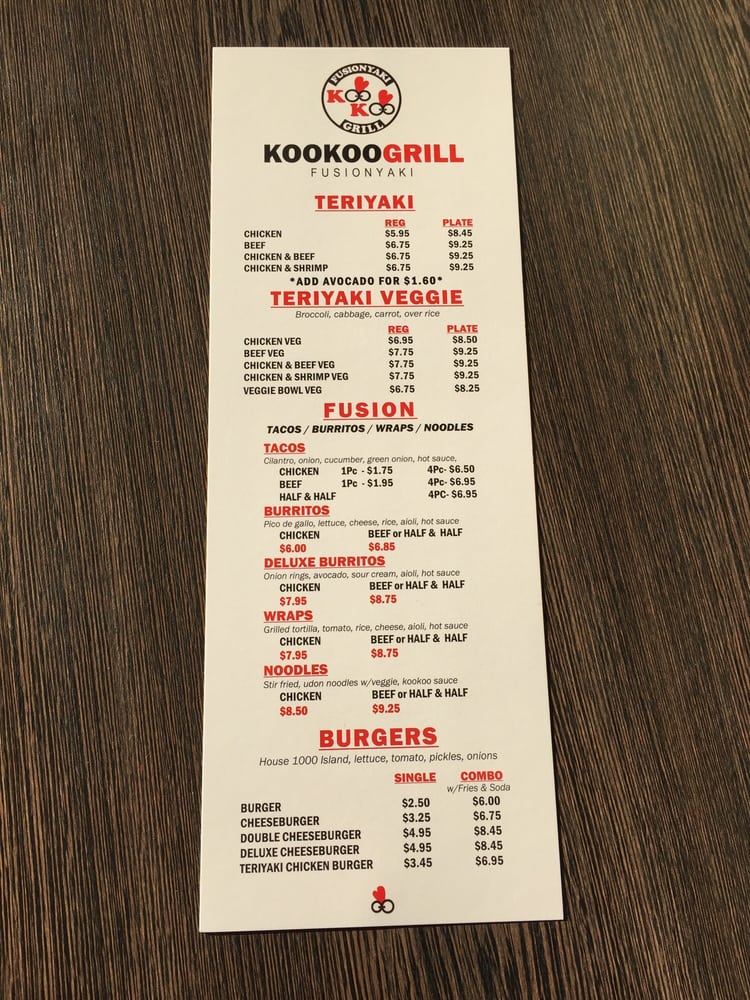 FUSIONYAKI
KOO
KOO
GRILL
KOOKOOGRILL
FUSIONYAKI
TERIYAKI
REG PLATE
CHICKEN $5.95 $8.45
BEEF $6.75 $9.25
CHICKEN & BEEF $6.75 $9.25
CHICKEN & SHRIMP $6.75 $9.25
*ADD AVOCADO FOR $1.60*
TERIYAKI VEGGIE
Broccoli, cabbage, carrot, over rice
REG PLATE
CHICKEN VEG $6.95 $8.50
BEEF VEG $7.75 $9.25
CHICKEN & BEEF VEG $7.75 $9.25
CHICKEN & SHRIMP VEG $7.75 $9.25
VEGGIE BOWL VEG $6.75 $8.25
FUSION
TACOS / BURRITOS / WRAPS / NOODLES
TACOS
Cilantro, onion, cucumber, green onion, hot sauce,
CHICKEN 1Pc - $1.75 4Pc- $6.50
BEEF 1Pc - $1.95 4Pc- $6.95
HALF & HALF 4PC- $6.95
BURRITOS
Pico de gallo, lettuce, cheese, rice, aioli, hot sauce
CHICKEN BEEF or HALF & HALF
$6.00 $6.85
DELUXE BURRITOS
Onion rings, avocado, sour cream, aioli, hot sauce
CHICKEN BEEF or HALF & HALF
$7.95 $8.75
WRAPS
Grilled tortilla, tomato, rice, cheese, aioli, hot sauce
CHICKEN BEEF or HALF & HALF
$7.95 $8.75
NOODLES
Stir fried, udon noodles w/veggie, kookoo sauce
CHICKEN BEEF or HALF & HALF
$8.50 $9.25
BURGERS
House 1000 Island, lettuce, tomato, pickles, onions
SINGLE COMBO
w/Fries & Soda
BURGER $2.50 $6.00
CHEESEBURGER $3.25 $6.75
DOUBLE CHEESEBURGER $4.95 $8.45
DELUXE CHEESEBURGER $4.95 $8.45
TERIYAKI CHICKEN BURGER $3.45 $6.95